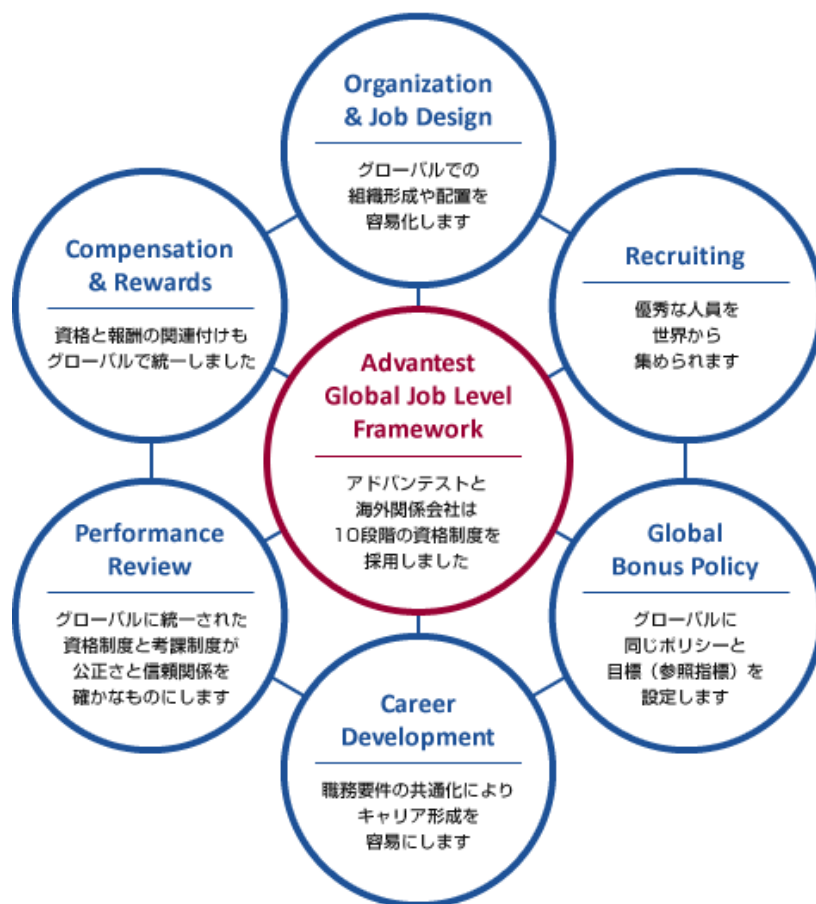 Organization
& Job Design
グローバルでの
組織形成や配置を
容易化します
Compensation
& Rewards
資格と報酬の関連付けも
グローバルで統一しました
Recruiting
優秀な人員を
世界から
集められます
Advantest
Global Job Level
Framework
アドバンテストと
海外関係会社は
10段階の資格制度を
採用しました
Performance
Review
グローバルに統一された
資格制度と考課制度が
公正さと信頼関係を
確かなものにします
Global
Bonus Policy
グローバルに
同じポリシーと
目標（参照指標）を
設定します
Career
Development
職務要件の共通化により
キャリア形成を
容易にします